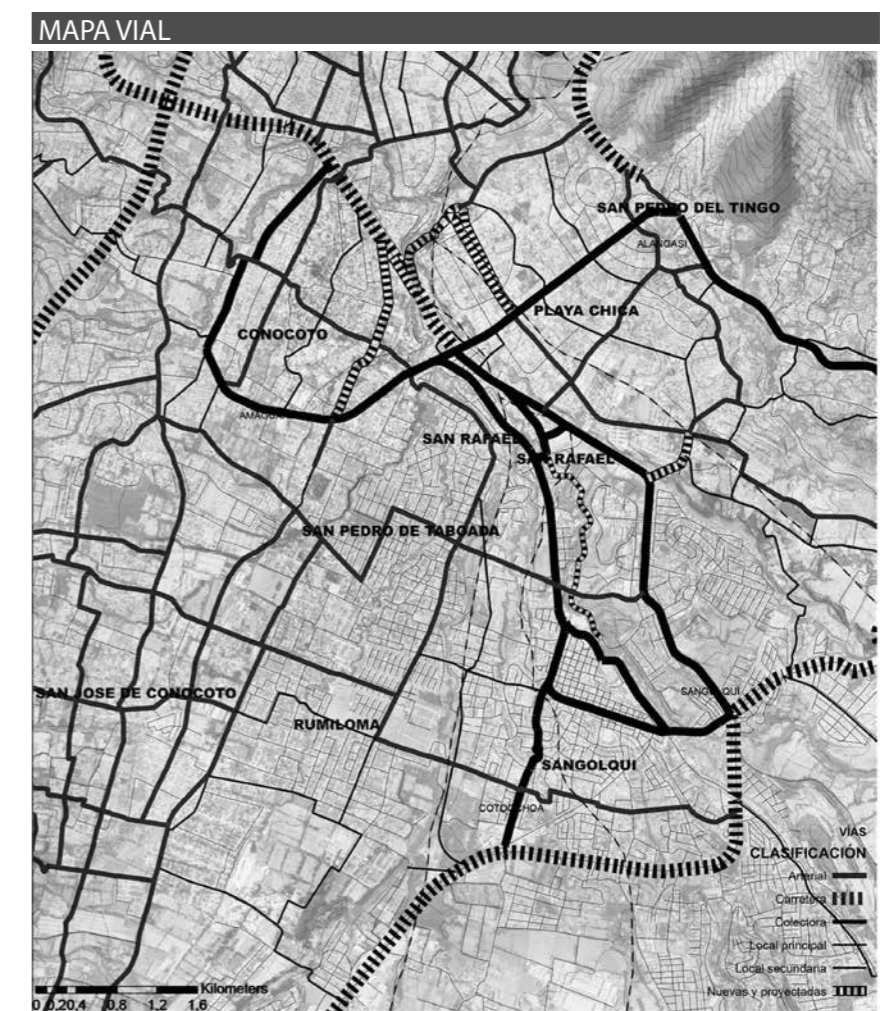 MAPA VIAL
SAN PEDRO DEL TINGO
ALANGASI
PLAYA CHICA
CONOCOTO
SAN RAFAEL
SAN RAFAEL
SAN PEDRO DE TABOADA
SAN JOSE DE CONOCOTO
SANGOLQUI
RUMILOMA
SANGOLQUI
COTOGCHOA
VÍAS
CLASIFICACIÓN
Arterial
Carretera
Colectora
Local principal
Local secundaria
Nuevas y proyectadas
Kilometers
0 0,20,4 0,8 1,2 1,6